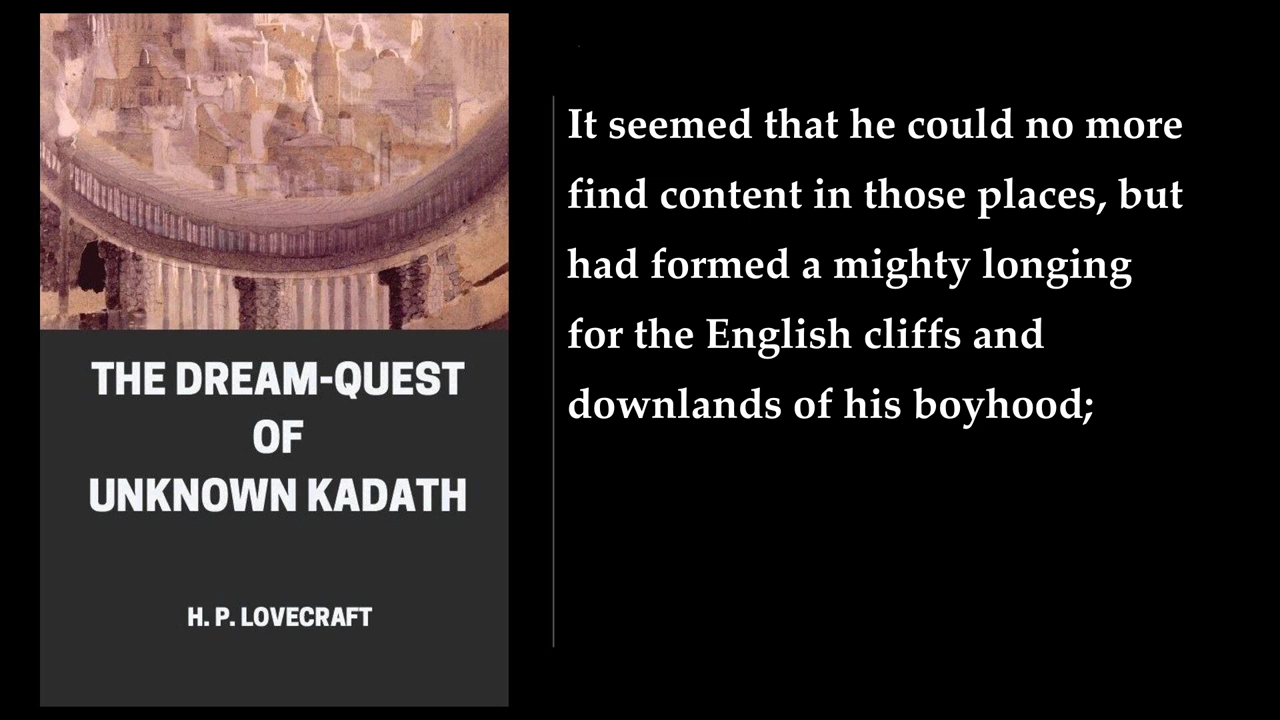 THE DREAM-QUEST
OF
UNKNOWN KADATH
H. P. LOVECRAFT
It seemed that he could no more
find content in those places, but
had formed a mighty longing
for the English cliffs and
downlands of his boyhood;